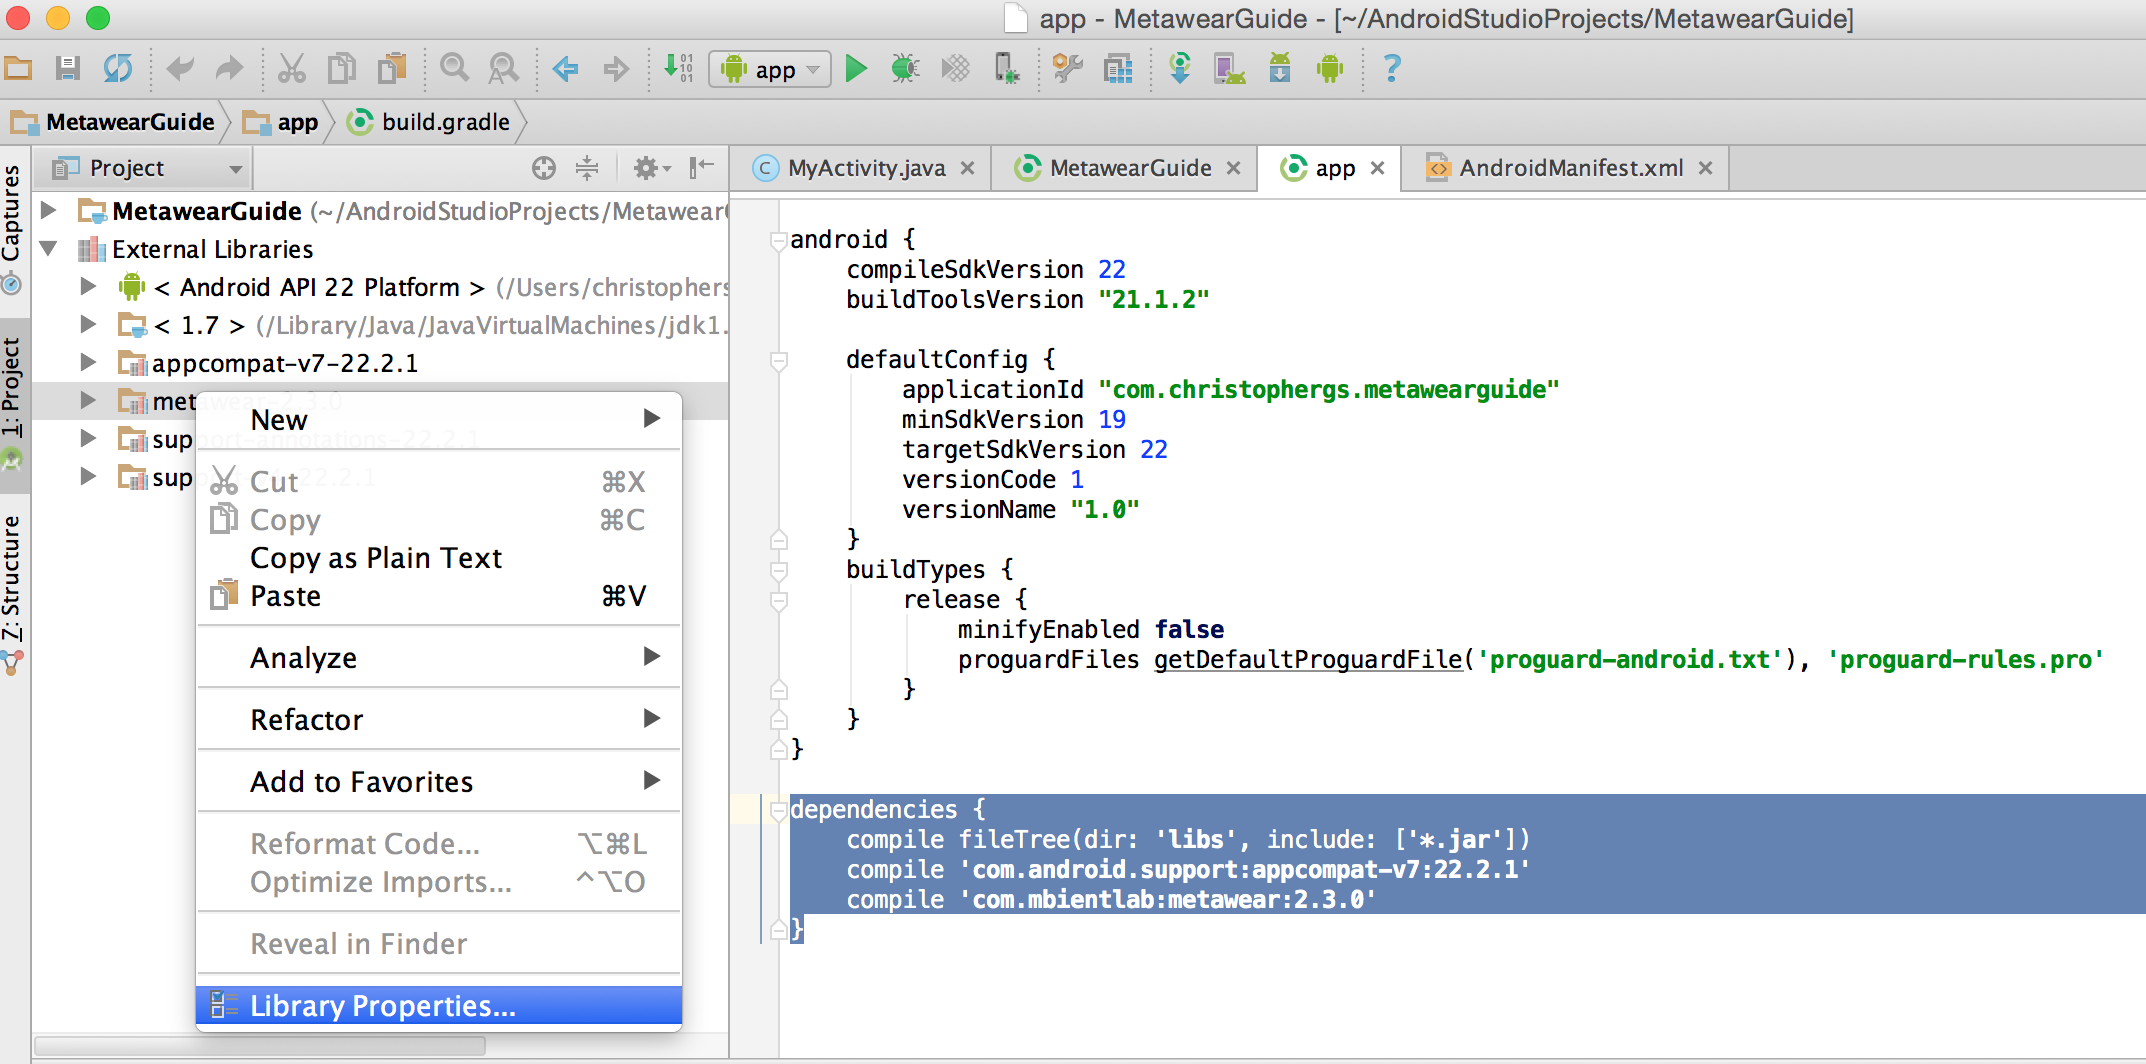 app - MetawearGuide - [~/AndroidStudioProjects/MetawearGuide]
app
?
MetawearGuide app build.gradle
Captures
1: Project
7: Structure
Project
MetawearGuide (~/AndroidStudioProjects/Metawear
External Libraries
< Android API 22 Platform > (/Users/christophers
< 1.7 > (/Library/Java/JavaVirtualMachines/jdk1.
appcompat-v7-22.2.1
metawear-2.3.0
support-annotations-22.2.1
sup 22.2.1
New
Cut ⌘X
Copy ⌘C
Copy as Plain Text
Paste ⌘V
Analyze
Refactor
Add to Favorites
Reformat Code... ⌥⌘L
Optimize Imports... ^⌥O
Reveal in Finder
Library Properties...
MyActivity.java MetawearGuide app AndroidManifest.xml
android {
compileSdkVersion 22
buildToolsVersion "21.1.2"
defaultConfig {
applicationId "com.christophergs.metawearguide"
minSdkVersion 19
targetSdkVersion 22
versionCode 1
versionName "1.0"
}
buildTypes {
release {
minifyEnabled false
proguardFiles getDefaultProguardFile('proguard-android.txt'), 'proguard-rules.pro'
}
}
}
dependencies {
compile fileTree(dir: 'libs', include: ['*.jar'])
compile 'com.android.support:appcompat-v7:22.2.1'
compile 'com.mbientlab:metawear:2.3.0'
}